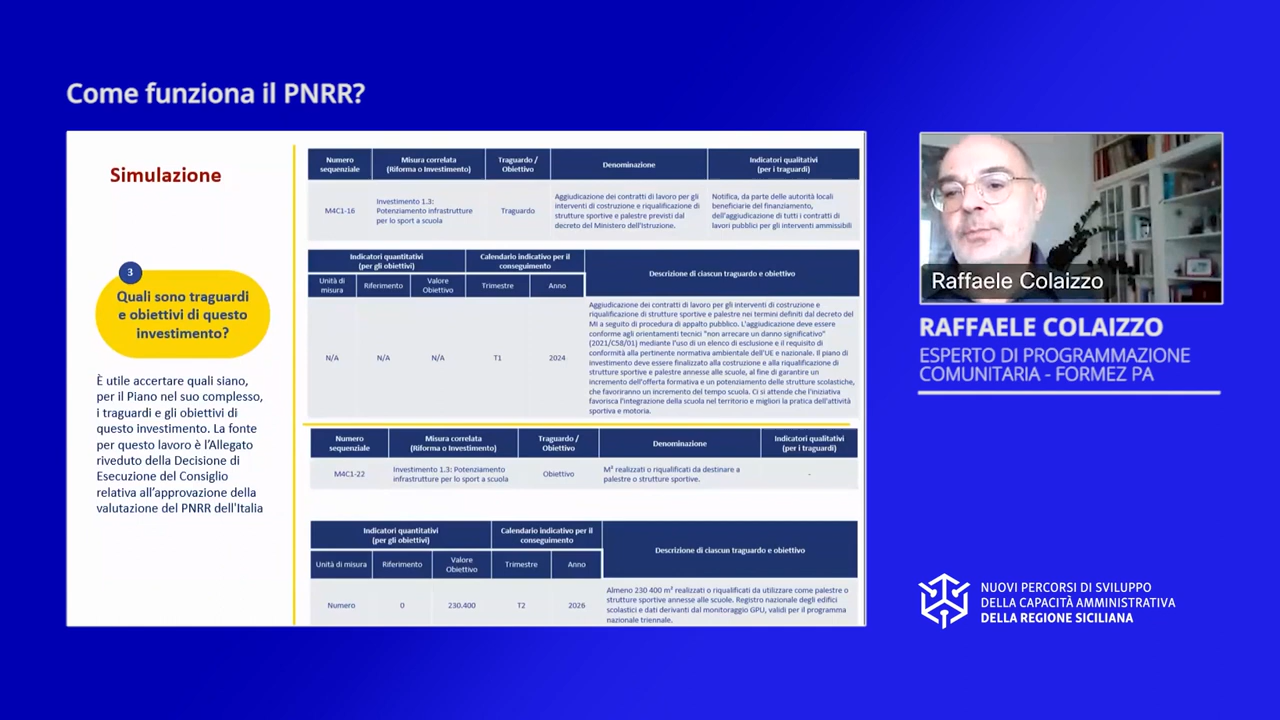 Come funziona il PNRR?
Simulazione
3
Quali sono traguardi
e obiettivi di questo
investimento?
È utile accertare quali siano,
per il Piano nel suo complesso,
i traguardi e gli obiettivi di
questo investimento. La fonte
per questo lavoro è l'Allegato
riveduto della Decisione di
Esecuzione del Consiglio
relativa all'approvazione della
valutazione del PNRR dell'Italia
Numero
sequenziale
Misura correlata
(Riforma o Investimento)
Traguardo /
Obiettivo
Denominazione
Indicatori qualitativi
(per i traguardi)
M4C1-16
Investimento 1.3:
Potenziamento infrastrutture
per lo sport a scuola
Traguardo
Aggiudicazione dei contratti di lavoro per gli
interventi di costruzione e riqualificazione di
strutture sportive e palestre previsti dal
decreto del Ministero dell'Istruzione.
Notifica, da parte delle autorità locali
beneficiarie del finanziamento,
dell'aggiudicazione di tutti i contratti di
lavori pubblici per gli interventi ammissibili
Indicatori quantitativi
(per gli obiettivi)
Calendario indicativo per il
conseguimento
Descrizione di ciascun traguardo e obiettivo
Unità di
misura
Riferimento
Valore
Obiettivo
Trimestre
Anno
N/A
N/A
N/A
T1
2024
Aggiudicazione dei contratti di lavoro per gli interventi di costruzione e
riqualificazione di strutture sportive e palestre nei termini definiti dal decreto del
MI a seguito di procedura di appalto pubblico. L'aggiudicazione deve essere
conforme agli orientamenti tecnici "non arrecare un danno significativo"
(2021/C58/01) mediante l'uso di un elenco di esclusione e il requisito di
conformità alla pertinente normativa ambientale dell'UE e nazionale. Il piano di
investimento deve essere finalizzato alla costruzione e alla riqualificazione di
strutture sportive e palestre annesse alle scuole, al fine di garantire un
incremento dell'offerta formativa e un potenziamento delle strutture scolastiche,
che favoriranno un incremento del tempo scuola. Ci si attende che l'iniziativa
favorisca l'integrazione della scuola nel territorio e migliori la pratica dell'attività
sportiva e motoria.
Numero
sequenziale
Misura correlata
(Riforma o Investimento)
Traguardo /
Obiettivo
Denominazione
Indicatori qualitativi
(per i traguardi)
M4C1-22
Investimento 1.3: Potenziamento
infrastrutture per lo sport a scuola
Obiettivo
M² realizzati o riqualificati da destinare a
palestre o strutture sportive.
-
Indicatori quantitativi
(per gli obiettivi)
Calendario indicativo per il
conseguimento
Descrizione di ciascun traguardo e obiettivo
Unità di misura
Riferimento
Valore
Obiettivo
Trimestre
Anno
Numero
0
230.400
T2
2026
Almeno 230 400 m² realizzati o riqualificati da utilizzare come palestre o
strutture sportive annesse alle scuole. Registro nazionale degli edifici
scolastici e dati derivanti dal monitoraggio GPU, validi per il programma
nazionale triennale.
Raffaele Colaizzo
RAFFAELE COLAIZZO
ESPERTO DI PROGRAMMAZIONE
COMUNITARIA - FORMEZ PA
NUOVI PERCORSI DI SVILUPPO
DELLA CAPACITÀ AMMINISTRATIVA
DELLA REGIONE SICILIANA